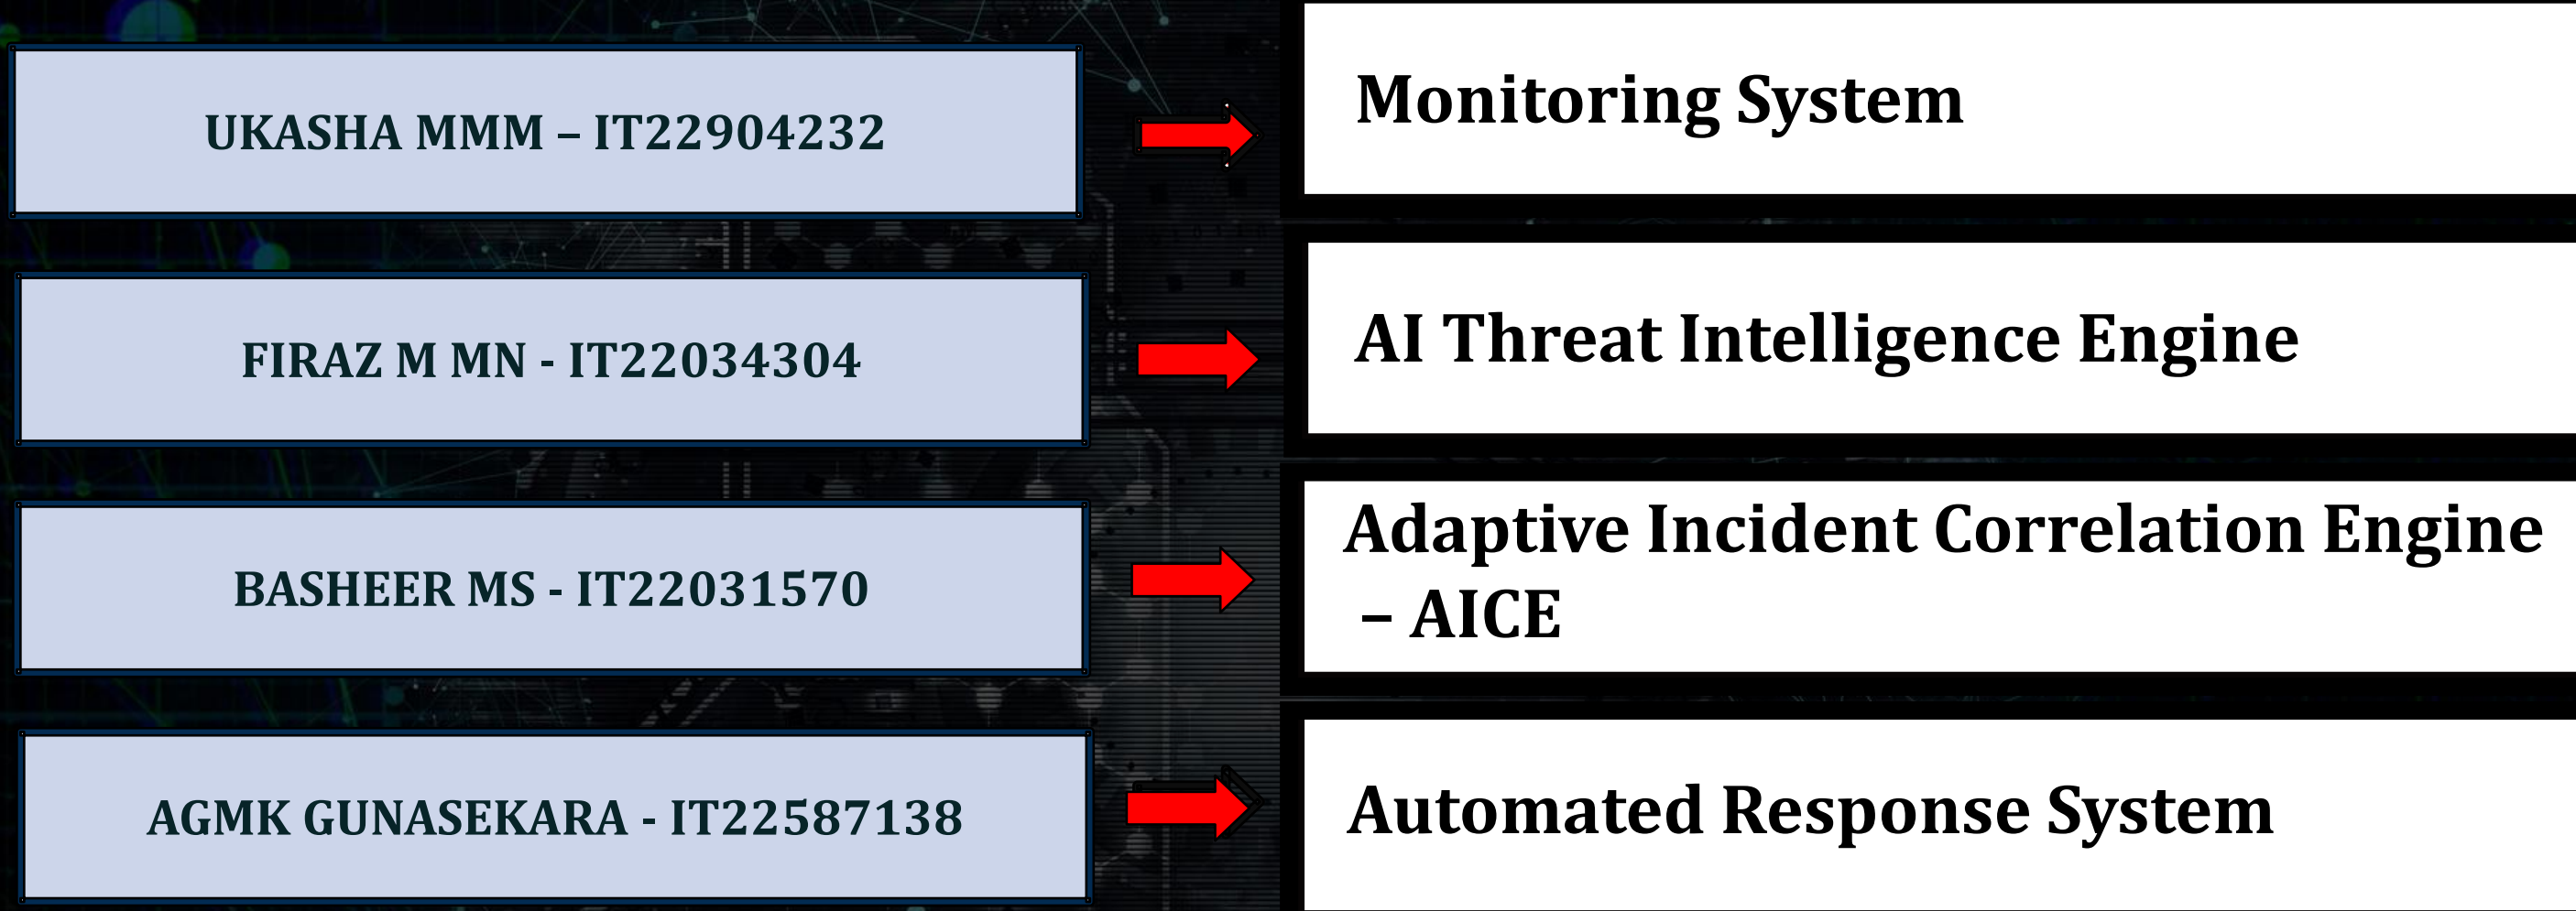 UKASHA MMM – IT22904232
Monitoring System
FIRAZ M MN - IT22034304
AI Threat Intelligence Engine
BASHEER MS - IT22031570
Adaptive Incident Correlation Engine
– AICE
AGMK GUNASEKARA - IT22587138
Automated Response System